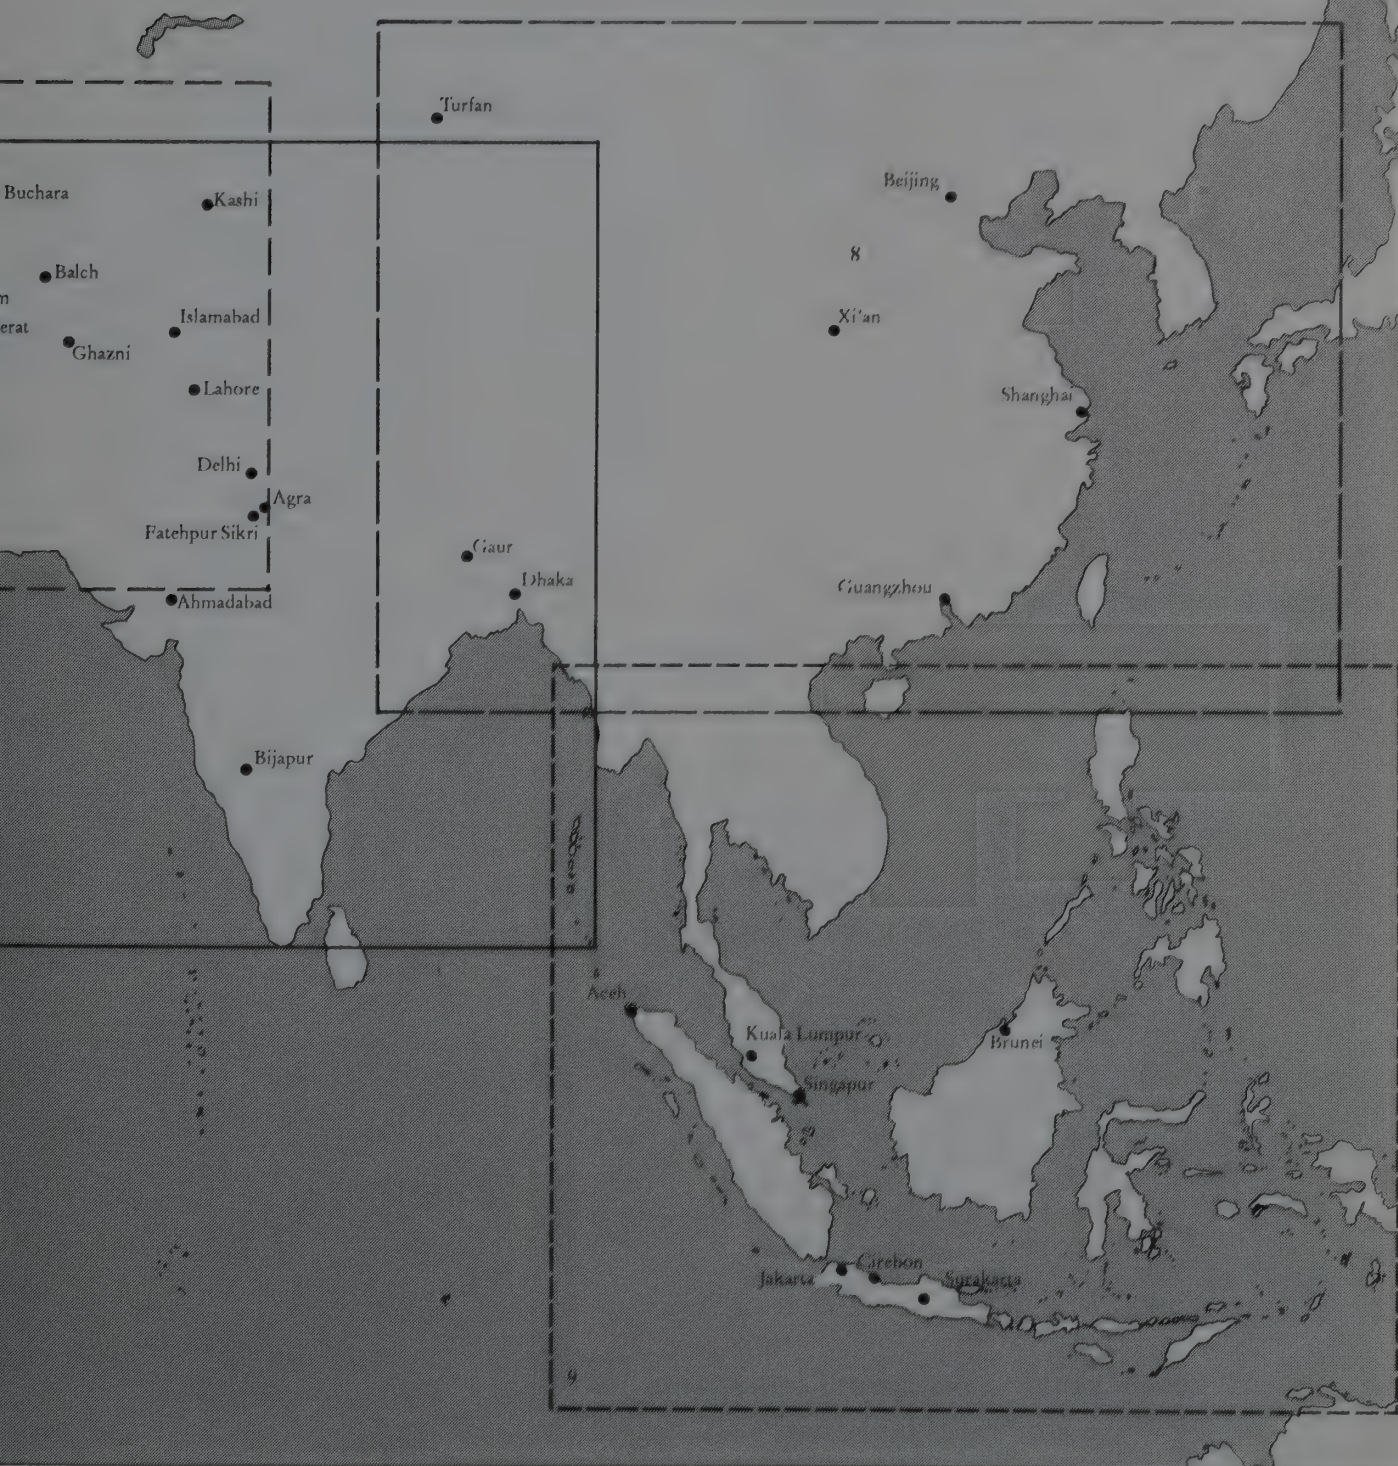 Turfan
Buchara
Kashi
Beijing
8
Balch
m
erat
Islamabad
Xi'an
Ghazni
Lahore
Shanghai
Delhi
Agra
Fatehpur Sikri
Gaur
Dhaka
Guangzhou
Ahmadabad
Bijapur
Aceh
Kuala Lumpur
Brunei
Singapur
Cirebon
Jakarta
Surakarta
9